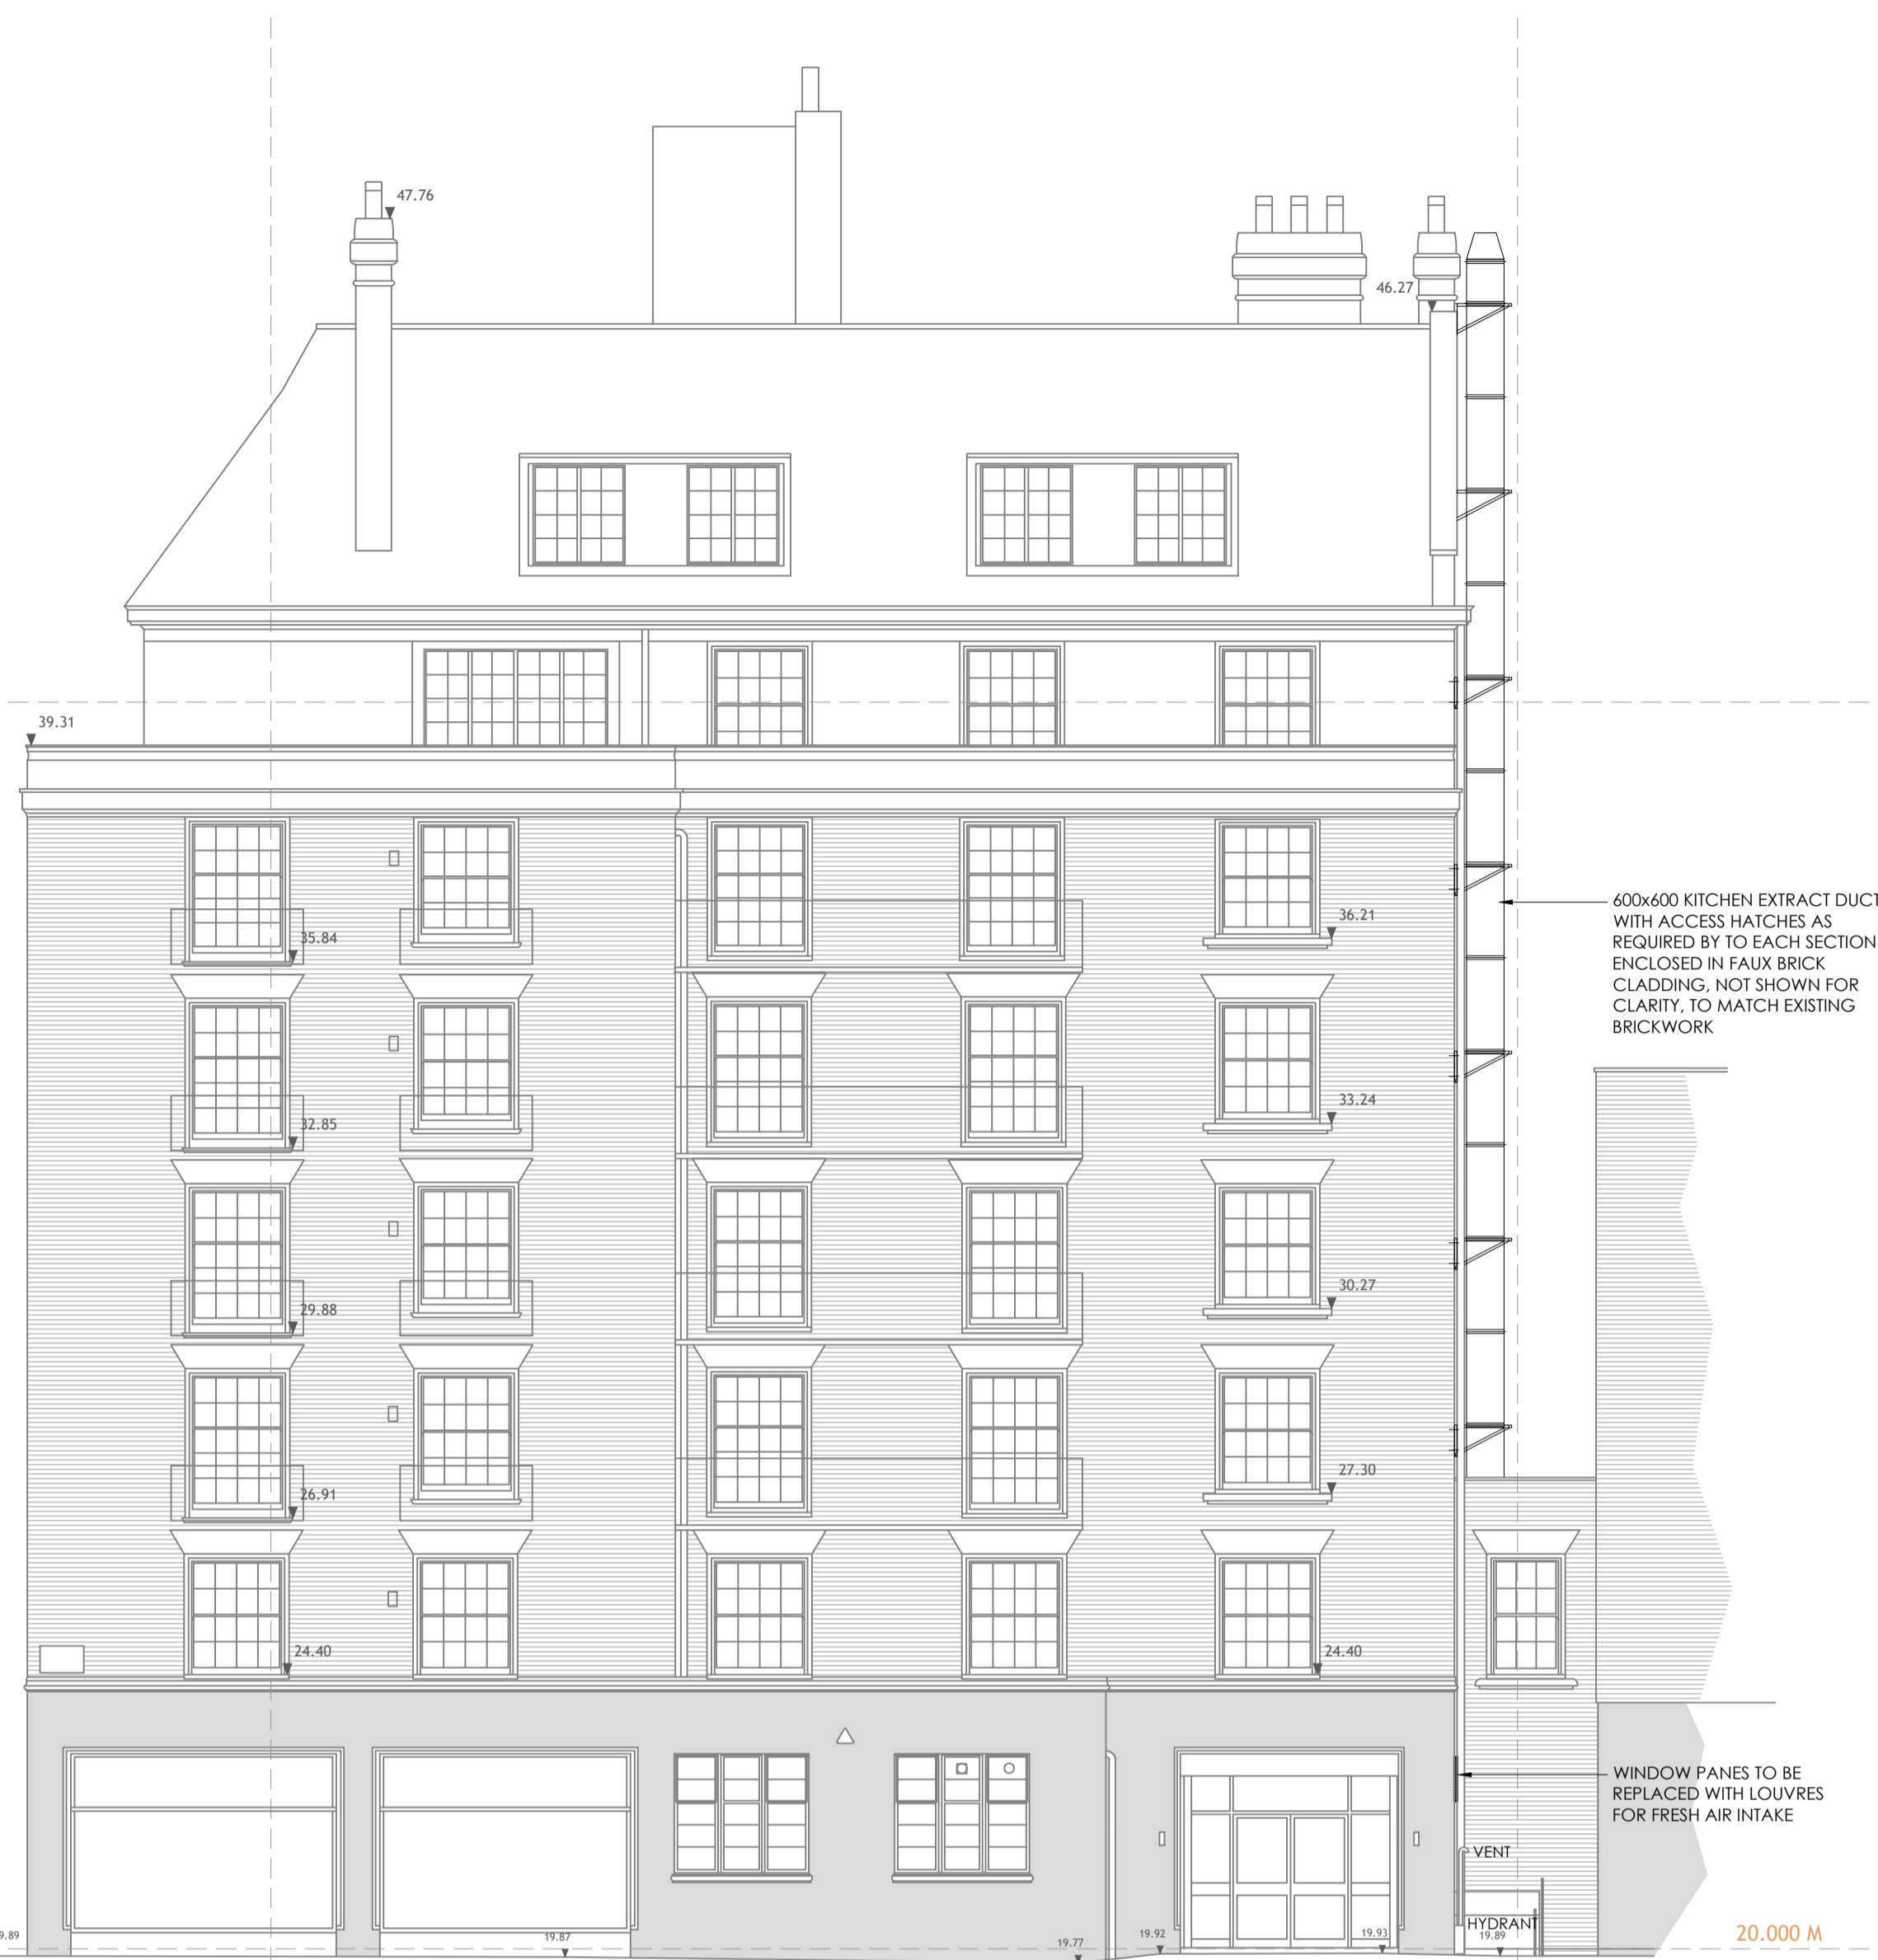 47.76
46.27
39.31
600x600 KITCHEN EXTRACT DUCT
WITH ACCESS HATCHES AS
REQUIRED BY TO EACH SECTION
ENCLOSED IN FAUX BRICK
CLADDING, NOT SHOWN FOR
CLARITY, TO MATCH EXISTING
BRICKWORK
36.21
35.84
33.24
32.85
30.27
29.88
27.30
26.91
24.40
24.40
WINDOW PANES TO BE
REPLACED WITH LOUVRES
FOR FRESH AIR INTAKE
VENT
HYDRANT
9.89
19.87
19.77
19.92
19.93
19.89
20.000 M